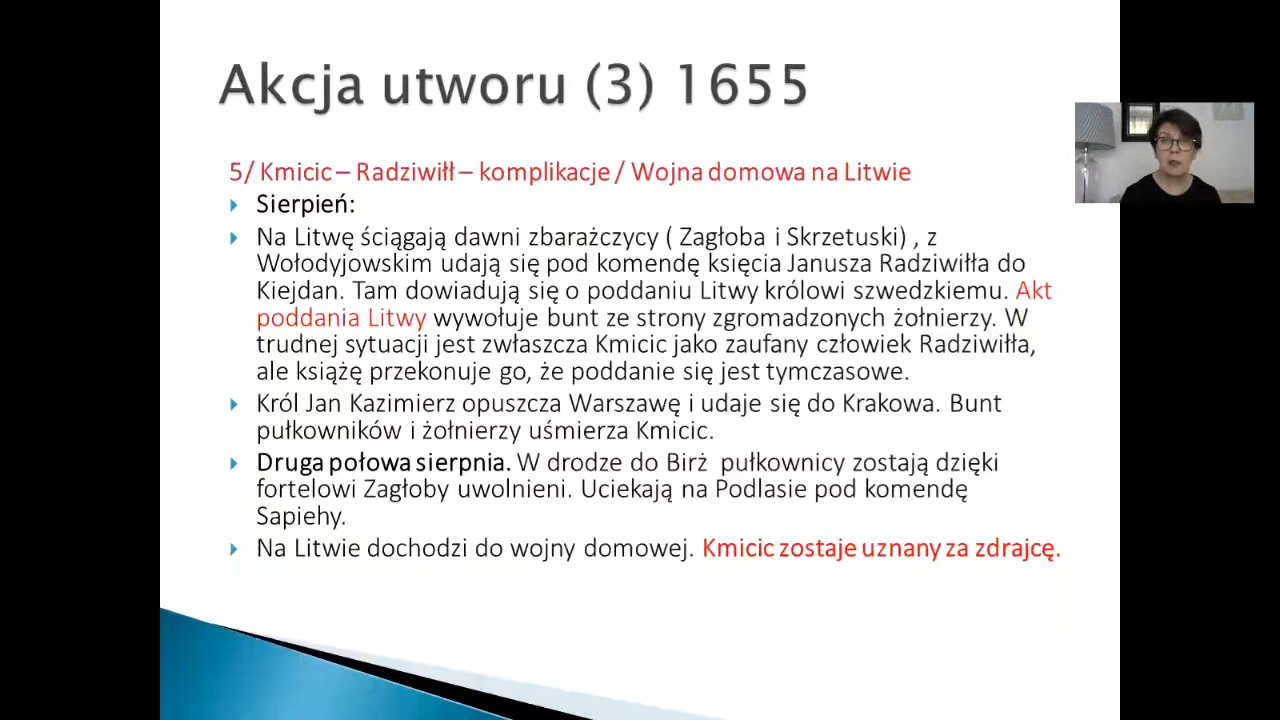 Akcja utworu (3) 1655
5/ Kmicic – Radziwiłł – komplikacje / Wojna domowa na Litwie
Sierpień:
Na Litwę ściągają dawni zbarażczycy ( Zagłoba i Skrzetuski) , z
Wołodyjowskim udają się pod komendę księcia Janusza Radziwiłła do
Kiejdan. Tam dowiadują się o poddaniu Litwy królowi szwedzkiemu. Akt
poddania Litwy wywołuje bunt ze strony zgromadzonych żołnierzy. W
trudnej sytuacji jest zwłaszcza Kmicic jako zaufany człowiek Radziwiłła,
ale książę przekonuje go, że poddanie się jest tymczasowe.
Król Jan Kazimierz opuszcza Warszawę i udaje się do Krakowa. Bunt
pułkowników i żołnierzy uśmierza Kmicic.
Druga połowa sierpnia. W drodze do Birż pułkownicy zostają dzięki
fortelowi Zagłoby uwolnieni. Uciekają na Podlasie pod komendę
Sapiehy.
Na Litwie dochodzi do wojny domowej. Kmicic zostaje uznany za zdrajcę.